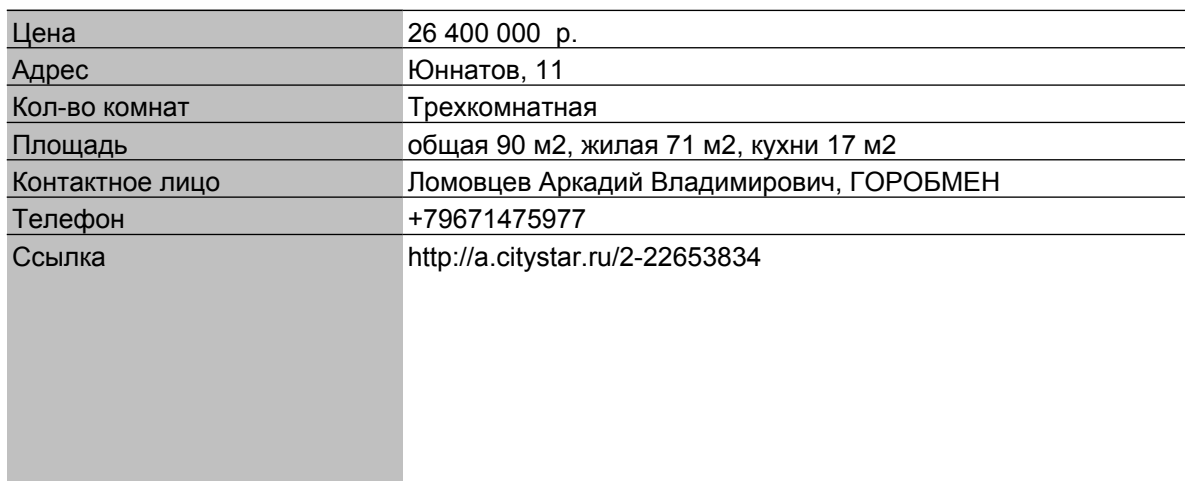 Цена 26 400 000 р.
Адрес Юннатов, 11
Кол-во комнат Трехкомнатная
Площадь общая 90 м2, жилая 71 м2, кухни 17 м2
Контактное лицо Ломовцев Аркадий Владимирович, ГОРОБМЕН
Телефон +79671475977
Ссылка http://a.citystar.ru/2-22653834